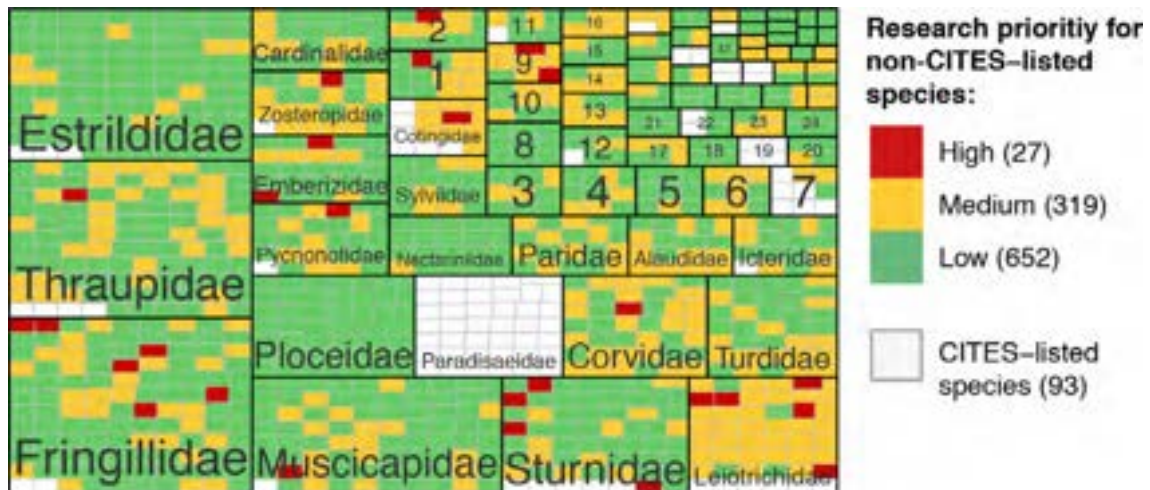 Estrildidae
Thraupidae
Fringillidae
Cardinalidae
Zosteropidae
Emberizidae
Pycnonotidae
Ploceidae
Muscicapidae
2
1
Cotingidae
Sylviidae
Nectariniidae
Paradisaeidae
Sturnidae
11
9
10
8
3
16
15
14
13
12
4
5
6
7
21
22
23
24
17
18
19
20
Paridae
Alaudidae
Icteridae
Corvidae
Turdidae
Leiotrichidae
Research prioritiy for
non-CITES–listed
species:
High (27)
Medium (319)
Low (652)
CITES–listed
species (93)